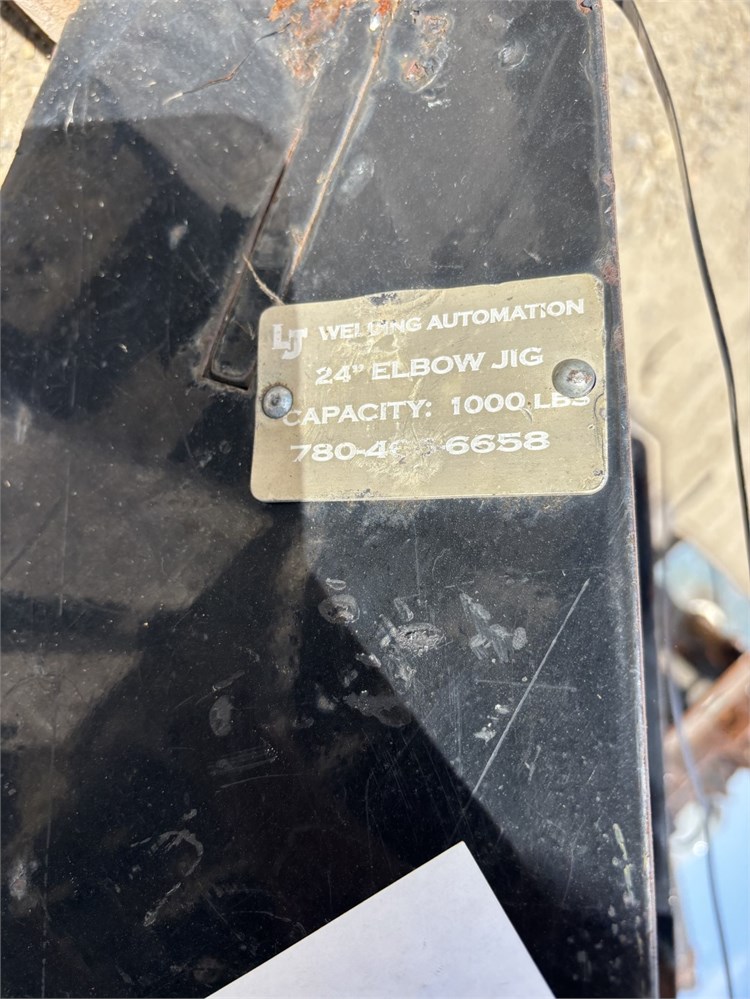 LJ WELDING AUTOMATION
24" ELBOW JIG
CAPACITY: 1000 LBS